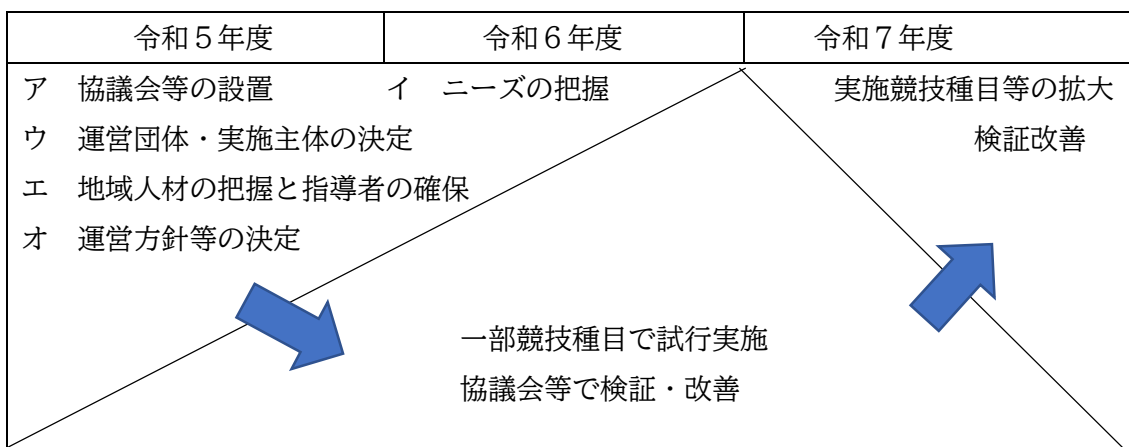 令和５年度 令和６年度 令和７年度
ア 協議会等の設置 イ ニーズの把握 実施競技種目等の拡大
ウ 運営団体・実施主体の決定 検証改善
エ 地域人材の把握と指導者の確保
オ 運営方針等の決定
一部競技種目で試行実施
協議会等で検証・改善